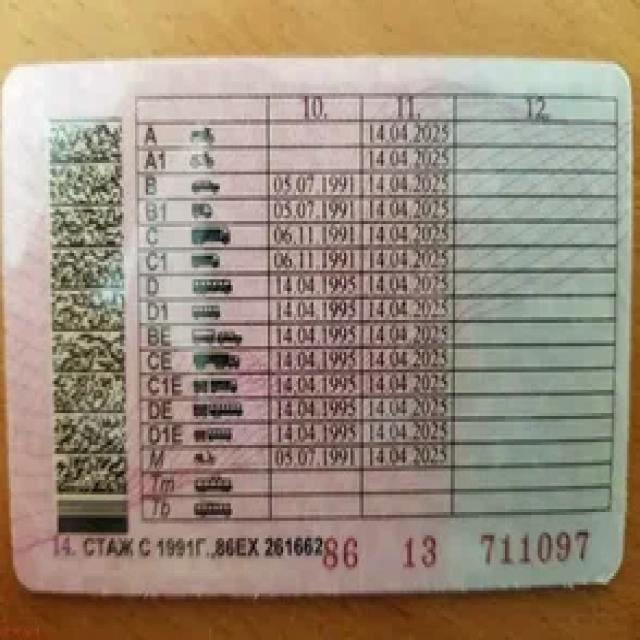 10. 11. 12.
A 14.04.2025
A1 14.04.2025
B 05.07.1991 14.04.2025
B1 05.07.1991 14.04.2025
C 06.11.1991 14.04.2025
C1 06.11.1991 14.04.2025
D 14.04.1995 14.04.2025
D1 14.04.1995 14.04.2025
BE 14.04.1995 14.04.2025
CE 14.04.1995 14.04.2025
C1E 14.04.1995 14.04.2025
DE 14.04.1995 14.04.2025
D1E 14.04.1995 14.04.2025
M 05.07.1991 14.04.2025
Tm
Tb
14. СТАЖ С 1991Г.,86ЕХ 261662 86 13 711097